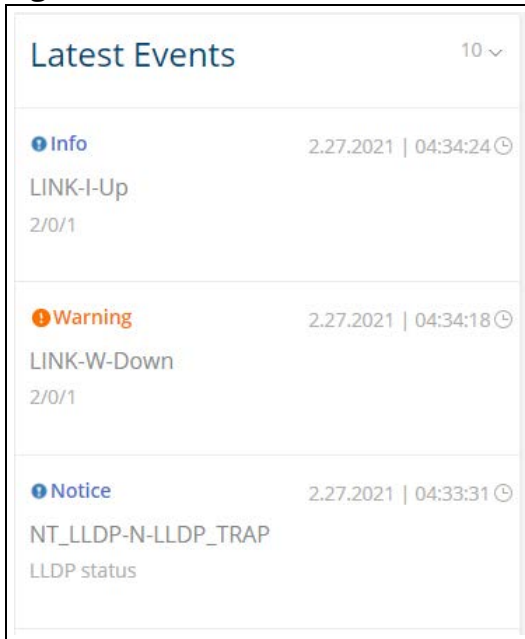 Latest Events 10
Info 2.27.2021 | 04:34:24
LINK-I-Up
2/0/1
Warning 2.27.2021 | 04:34:18
LINK-W-Down
2/0/1
Notice 2.27.2021 | 04:33:31
NT_LLDP-N-LLDP_TRAP
LLDP status